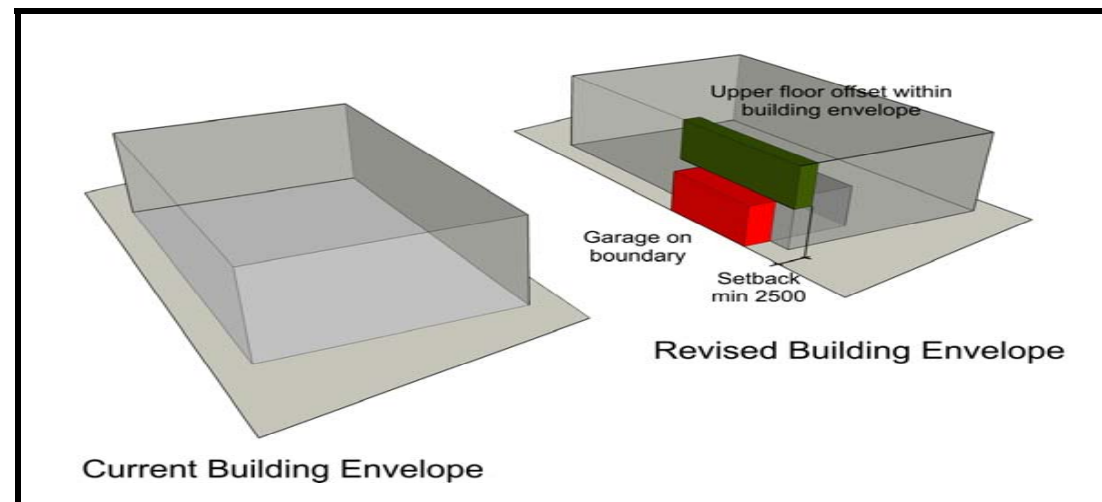 Upper floor offset within
building envelope
Garage on
boundary
Setback
min 2500
Revised Building Envelope
Current Building Envelope